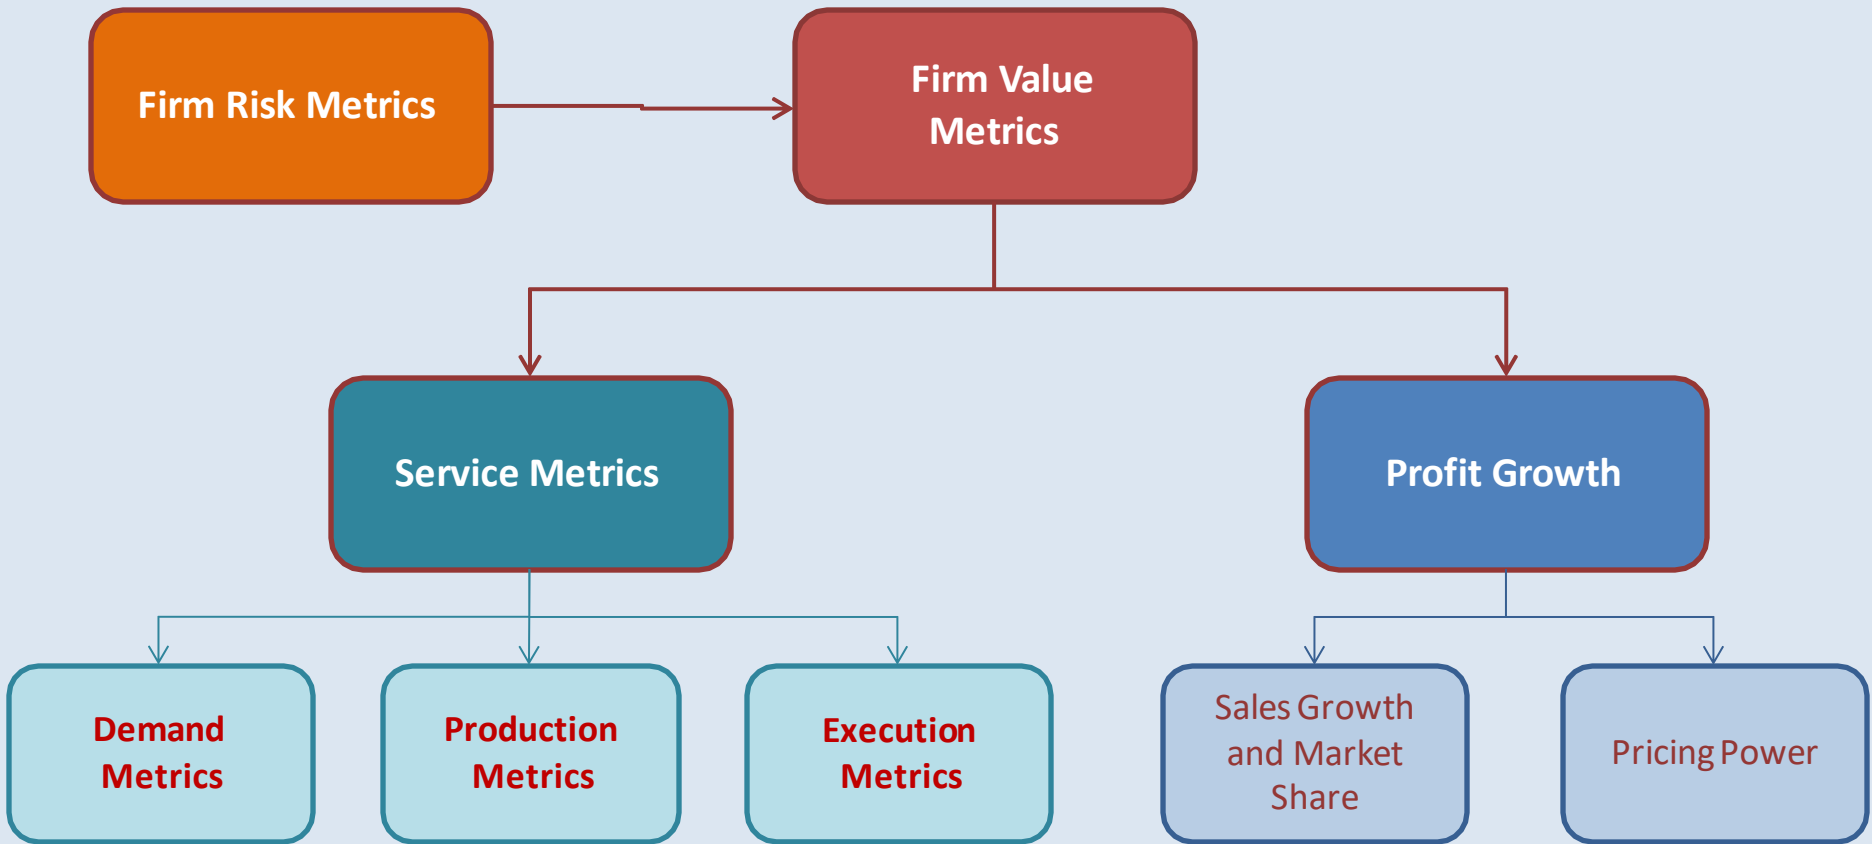 Firm Risk Metrics
Firm Value
Metrics
Service Metrics
Profit Growth
Demand
Metrics
Production
Metrics
Execution
Metrics
Sales Growth
and Market
Share
Pricing Power